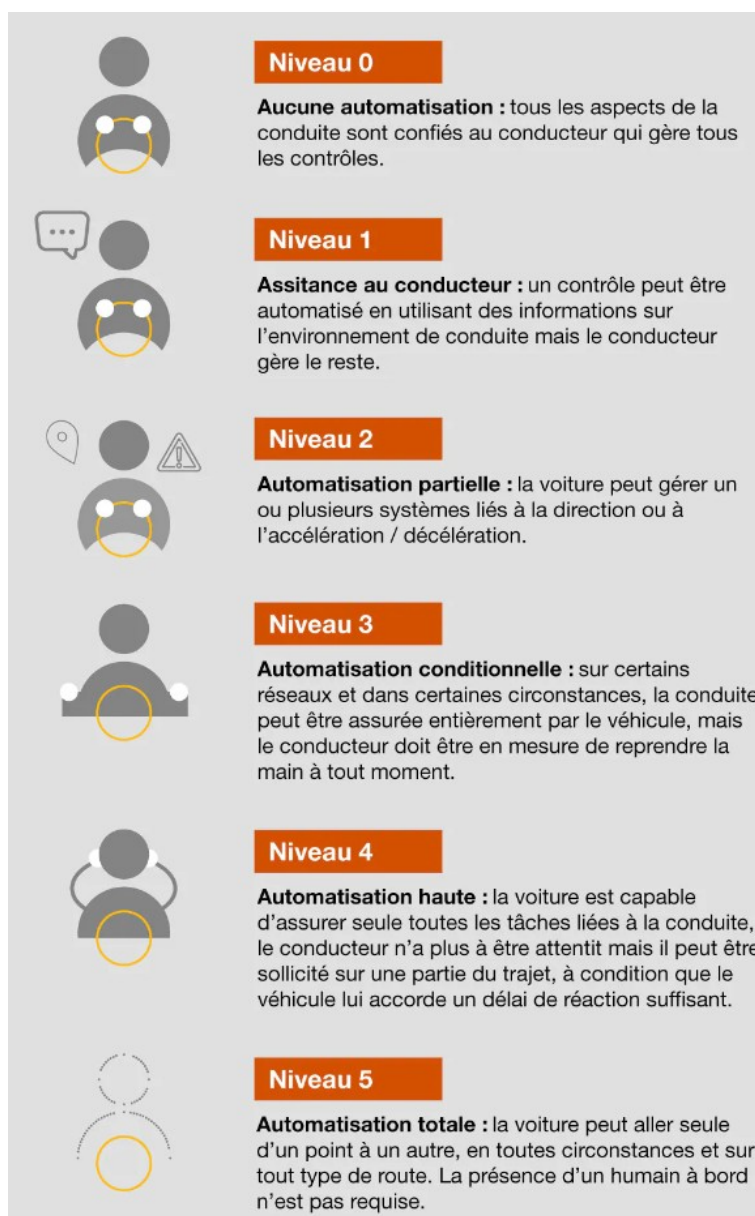 Niveau 0
Aucune automatisation : tous les aspects de la
conduite sont confiés au conducteur qui gère tous
les contrôles.
Niveau 1
Assitance au conducteur : un contrôle peut être
automatisé en utilisant des informations sur
l'environnement de conduite mais le conducteur
gère le reste.
Niveau 2
Automatisation partielle : la voiture peut gérer un
ou plusieurs systèmes liés à la direction ou à
l'accélération / décélération.
Niveau 3
Automatisation conditionnelle : sur certains
réseaux et dans certaines circonstances, la conduite
peut être assurée entièrement par le véhicule, mais
le conducteur doit être en mesure de reprendre la
main à tout moment.
Niveau 4
Automatisation haute : la voiture est capable
d'assurer seule toutes les tâches liées à la conduite,
le conducteur n'a plus à être attentit mais il peut être
sollicité sur une partie du trajet, à condition que le
véhicule lui accorde un délai de réaction suffisant.
Niveau 5
Automatisation totale : la voiture peut aller seule
d'un point à un autre, en toutes circonstances et sur
tout type de route. La présence d'un humain à bord
n'est pas requise.